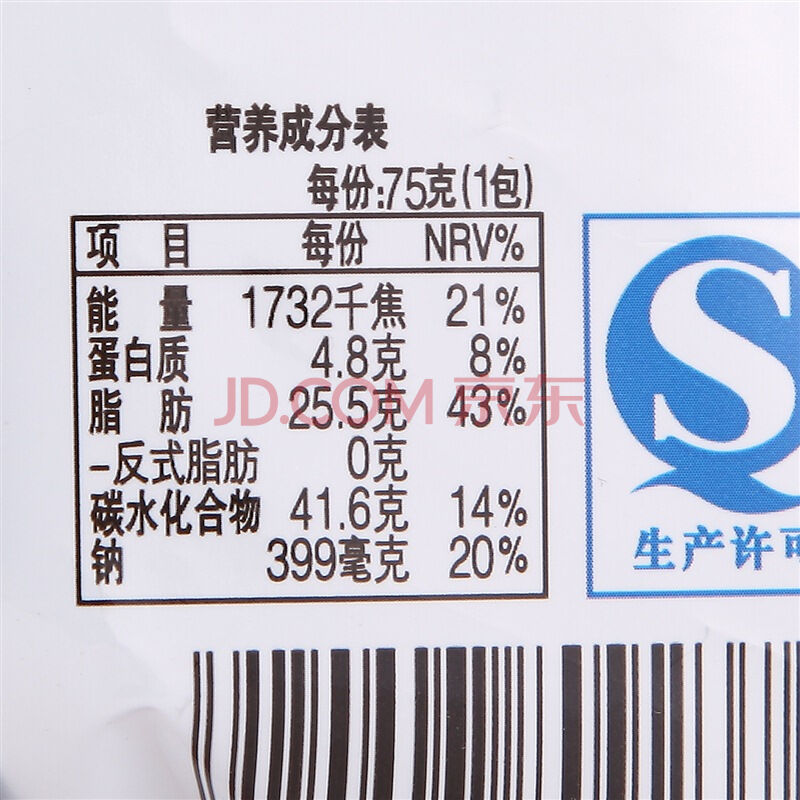 营养成分表
每份:75克(1包)
项 目 每份 NRV%
能 量 1732千焦 21%
蛋白质 4.8克 8%
脂 肪 25.5克 43%
-反式脂肪 0克
碳水化合物 41.6克 14%
钠 399毫克 20%
JD.COM 京东
S
生产许可